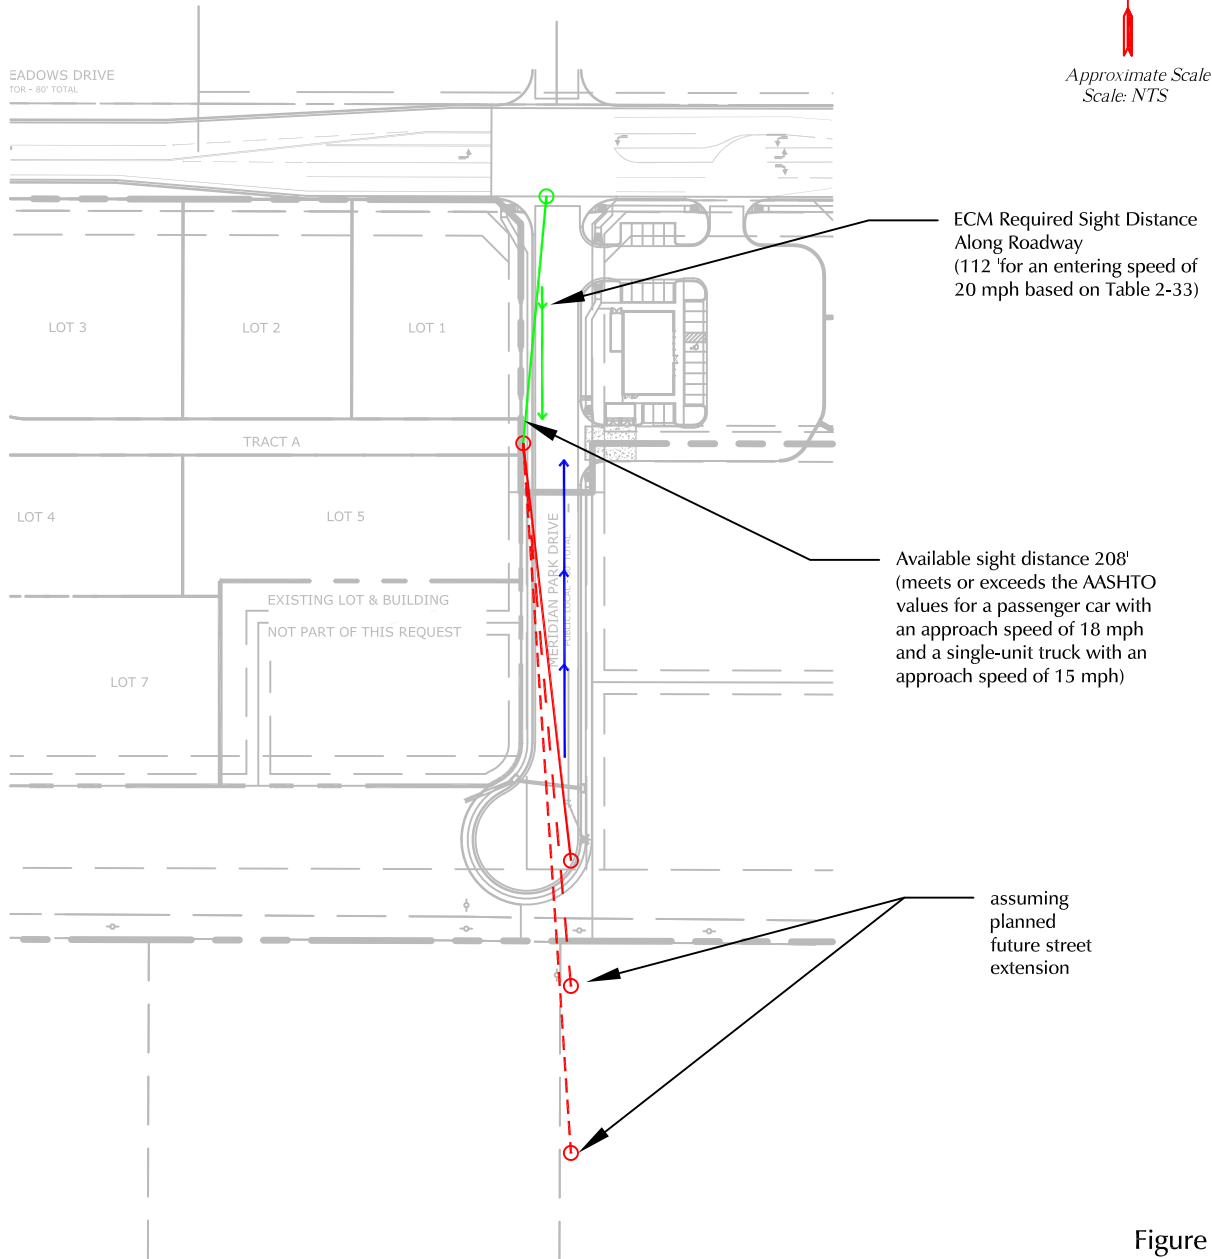 EADOWS DRIVE
TOR - 80' TOTAL
Approximate Scale
Scale: NTS
ECM Required Sight Distance
Along Roadway
(112 'for an entering speed of
20 mph based on Table 2-33)
LOT 3
LOT 2
LOT 1
TRACT A
LOT 4
LOT 5
MERIDIAN PARK DRIVE
PUBLIC LOCAL TOTAL
Available sight distance 208'
(meets or exceeds the AASHTO
values for a passenger car with
an approach speed of 18 mph
and a single-unit truck with an
approach speed of 15 mph)
EXISTING LOT & BUILDING
NOT PART OF THIS REQUEST
LOT 7
assuming
planned
future street
extension
Figure